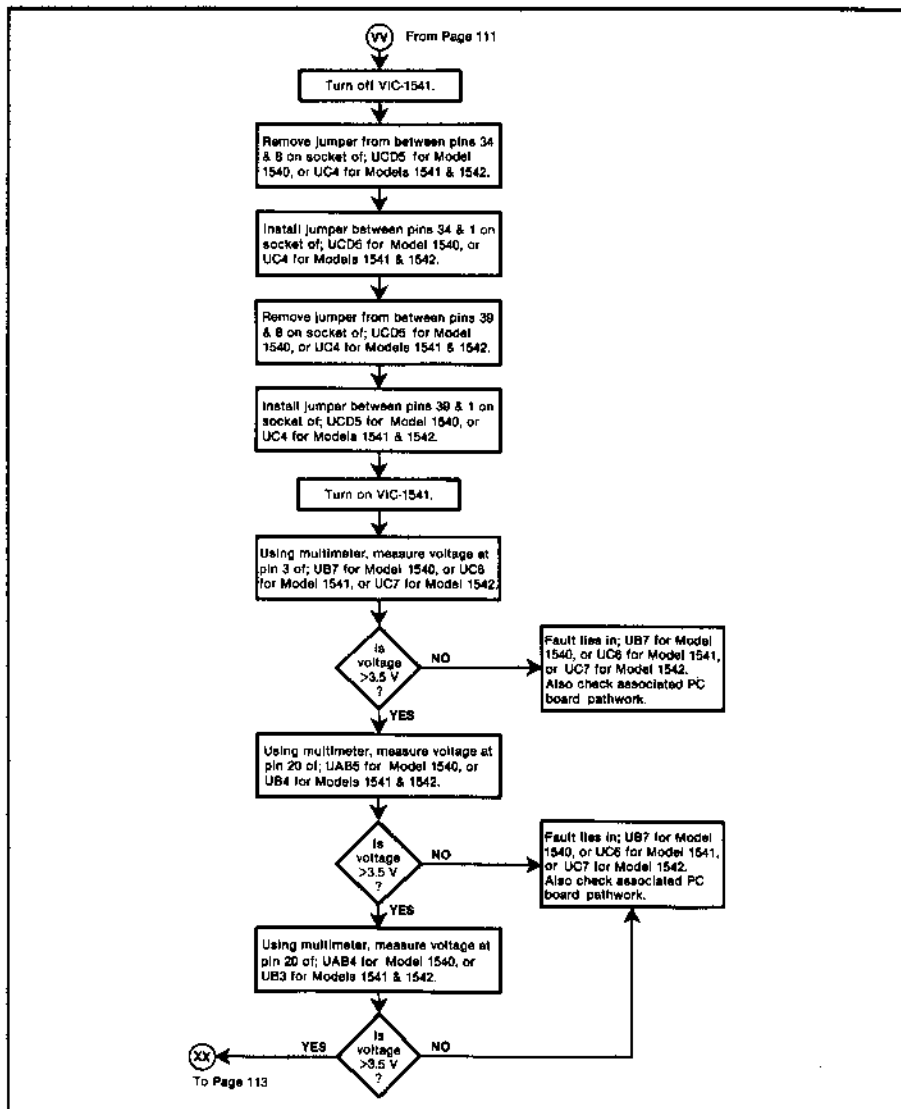 VV From Page 111
Turn off VIC-1541.
Remove jumper from between pins 34
& 8 on socket of; UCD5 for Model
1540, or UC4 for Models 1541 & 1542.
Install jumper between pins 34 & 1 on
socket of; UCD5 for Model 1540, or
UC4 for Models 1541 & 1542.
Remove jumper from between pins 39
& 8 on socket of; UCD5 for Model
1540, or UC4 for Models 1541 & 1542.
Install jumper between pins 39 & 1 on
socket of; UCD5 for Model 1540, or
UC4 for Models 1541 & 1542.
Turn on VIC-1541.
Using multimeter, measure voltage at
pin 3 of; UB7 for Model 1540, or UC6
for Model 1541, or UC7 for Model 1542.
Is
voltage
>3.5 V
?
NO
Fault lies in; UB7 for Model
1540, or UC6 for Model 1541,
or UC7 for Model 1542.
Also check associated PC
board pathwork.
YES
Using multimeter, measure voltage at
pin 20 of; UAB5 for Model 1540, or
UB4 for Models 1541 & 1542.
Is
voltage
>3.5 V
?
NO
Fault lies in; UB7 for Model
1540, or UC6 for Model 1541,
or UC7 for Model 1542.
Also check associated PC
board pathwork.
YES
Using multimeter, measure voltage at
pin 20 of; UAB4 for Model 1540, or
UB3 for Models 1541 & 1542.
Is
voltage
>3.5 V
?
YES
NO
XX
To Page 113